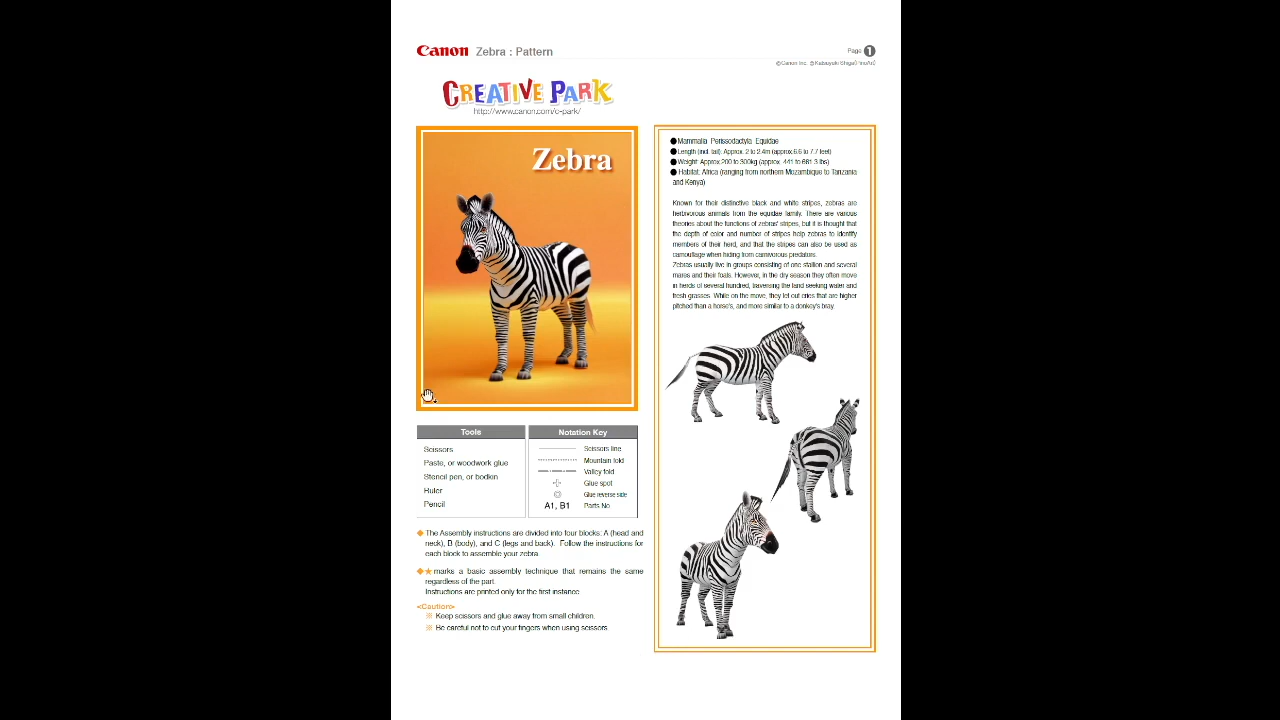 Canon Zebra : Pattern
Page 1
©Canon Inc. ©Katsuyuki Shiga(FinoArt)
CREATIVE PARK
http://www.canon.com/c-park/
Zebra
Tools
Scissors
Paste, or woodwork glue
Stencil pen, or bodkin
Ruler
Pencil
Notation Key
Scissors line
Mountain fold
Valley fold
Glue spot
Glue reverse side
A1, B1 Parts No.
◆ The Assembly instructions are divided into four blocks: A (head and
neck), B (body), and C (legs and back). Follow the instructions for
each block to assemble your zebra.
◆★ marks a basic assembly technique that remains the same
regardless of the part.
Instructions are printed only for the first instance
<Caution>
※ Keep scissors and glue away from small children.
※ Be careful not to cut your fingers when using scissors.
●Mammalia Perissodactyla Equidae
●Length (incl. tail): Approx. 2 to 2.4m (approx.6.6 to 7.7 feet)
●Weight: Approx.200 to 300kg (approx. 441 to 661.3 lbs)
●Habitat: Africa (ranging from northern Mozambique to Tanzania
and Kenya)
Known for their distinctive black and white stripes, zebras are
herbivorous animals from the equidae family. There are various
theories about the functions of zebras' stripes, but it is thought that
the depth of color and number of stripes help zebras to identify
members of their herd, and that the stripes can also be used as
camouflage when hiding from carnivorous predators.
Zebras usually live in groups consisting of one stallion and several
mares and their foals. However, in the dry season they often move
in herds of several hundred, traversing the land seeking water and
fresh grasses. While on the move, they let out cries that are higher
pitched than a horse's, and more similar to a donkey's bray.